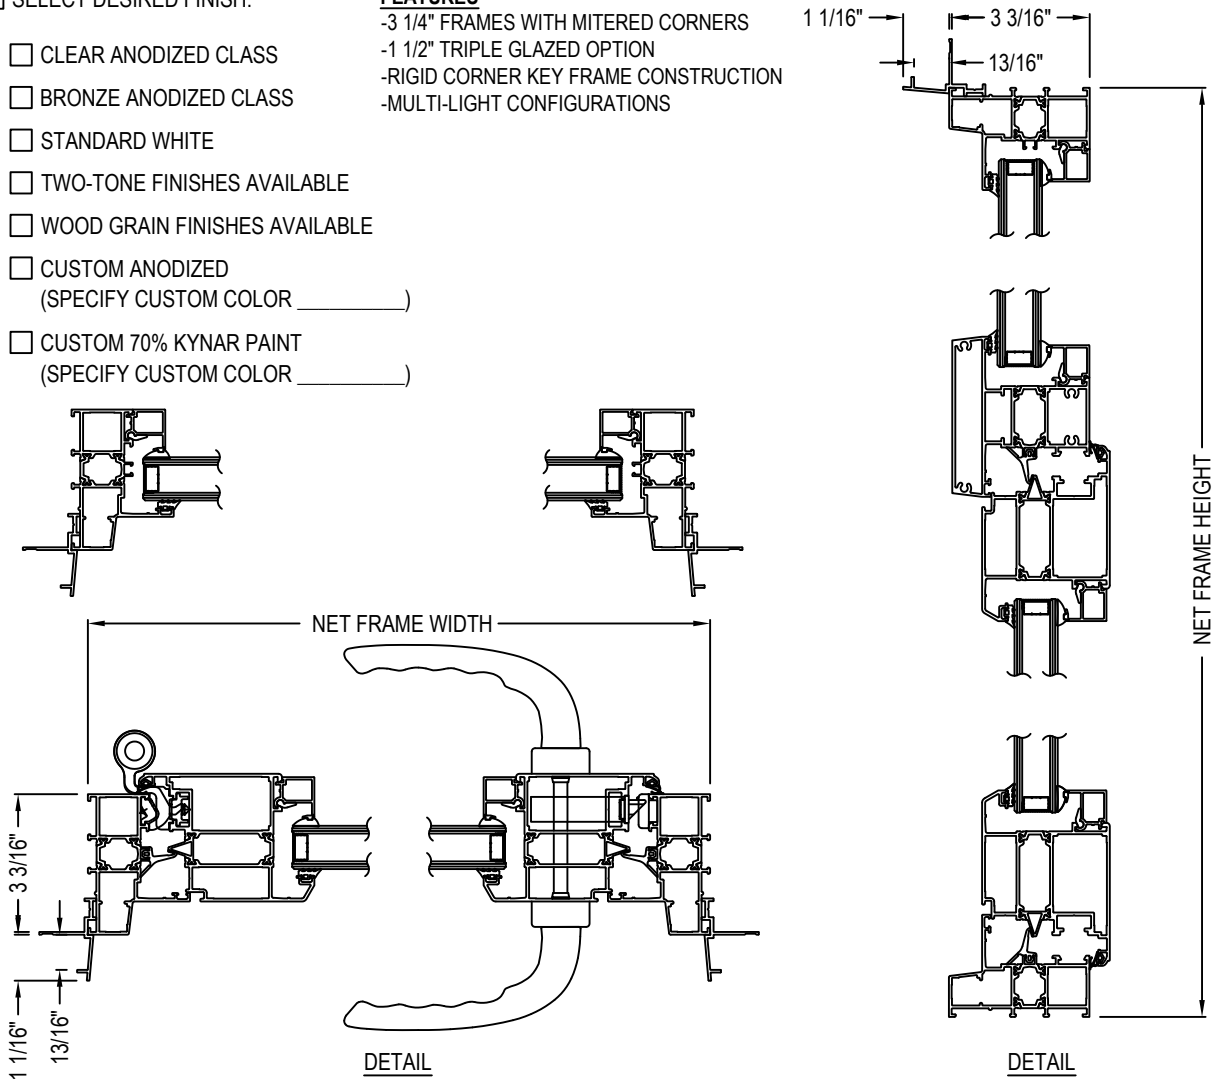 SELECT DESIRED FINISH:
CLEAR ANODIZED CLASS
BRONZE ANODIZED CLASS
STANDARD WHITE
TWO-TONE FINISHES AVAILABLE
WOOD GRAIN FINISHES AVAILABLE
CUSTOM ANODIZED
(SPECIFY CUSTOM COLOR __________)
CUSTOM 70% KYNAR PAINT
(SPECIFY CUSTOM COLOR __________)
FEATURES
-3 1/4" FRAMES WITH MITERED CORNERS
-1 1/2" TRIPLE GLAZED OPTION
-RIGID CORNER KEY FRAME CONSTRUCTION
-MULTI-LIGHT CONFIGURATIONS
1 1/16"
3 3/16"
13/16"
NET FRAME HEIGHT
NET FRAME WIDTH
3 3/16"
1 1/16"
13/16"
DETAIL
DETAIL